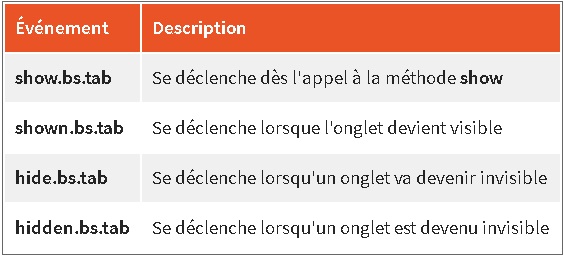 Événement Description
show.bs.tab Se déclenche dès l'appel à la méthode show
shown.bs.tab Se déclenche lorsque l'onglet devient visible
hide.bs.tab Se déclenche lorsqu'un onglet va devenir invisible
hidden.bs.tab Se déclenche lorsqu'un onglet est devenu invisible